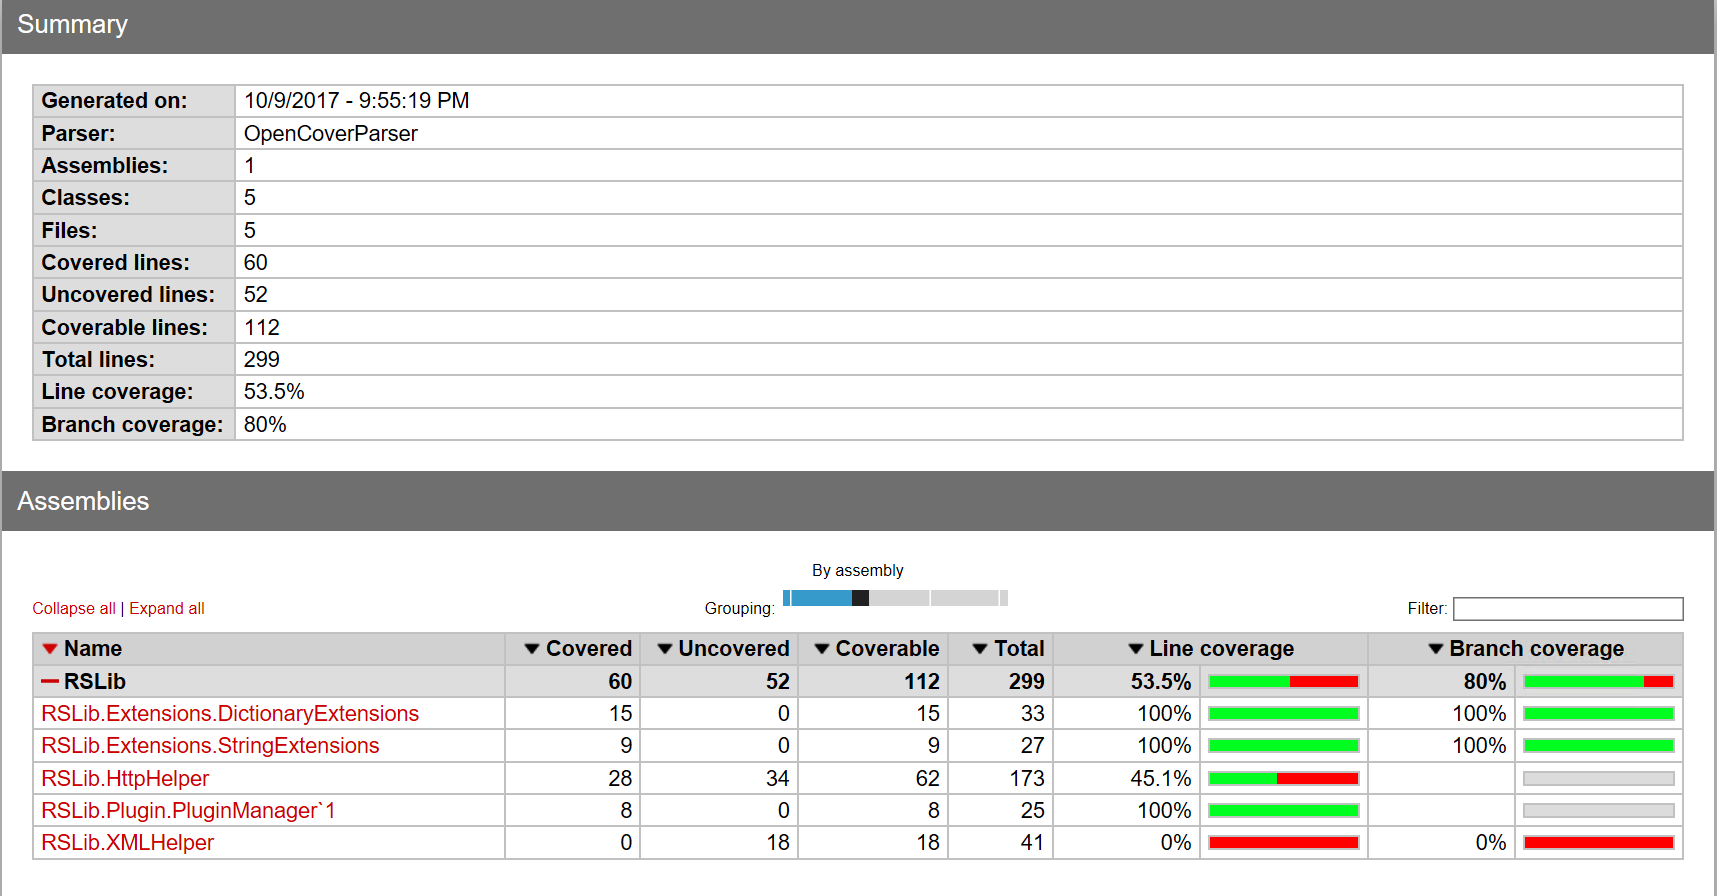 Summary
Generated on: 10/9/2017 - 9:55:19 PM
Parser: OpenCoverParser
Assemblies: 1
Classes: 5
Files: 5
Covered lines: 60
Uncovered lines: 52
Coverable lines: 112
Total lines: 299
Line coverage: 53.5%
Branch coverage: 80%
Assemblies
By assembly
Collapse all | Expand all Grouping: Filter:
Name Covered Uncovered Coverable Total Line coverage Branch coverage
RSLib 60 52 112 299 53.5% 80%
RSLib.Extensions.DictionaryExtensions 15 0 15 33 100% 100%
RSLib.Extensions.StringExtensions 9 0 9 27 100% 100%
RSLib.HttpHelper 28 34 62 173 45.1%
RSLib.Plugin.PluginManager`1 8 0 8 25 100%
RSLib.XMLHelper 0 18 18 41 0% 0%